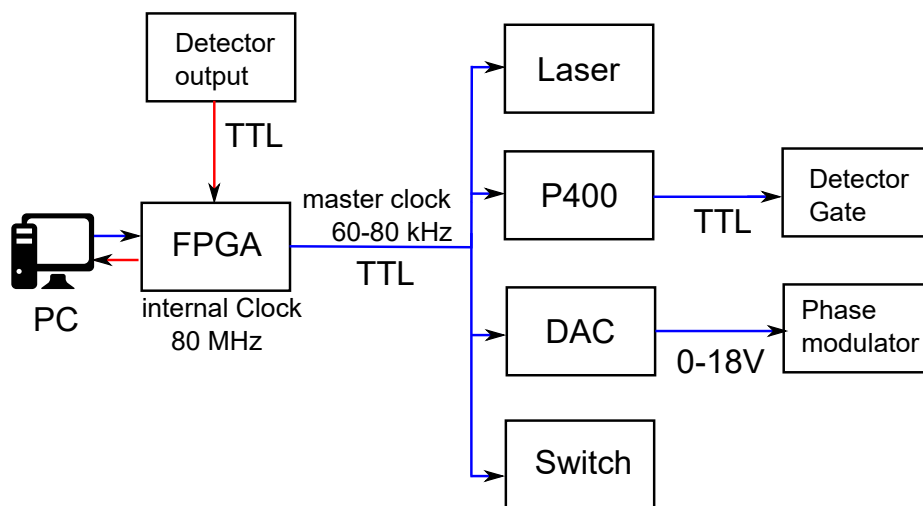 Detector
output
TTL
Laser
P400
TTL
Detector
Gate
master clock
60-80 kHz
TTL
FPGA
internal Clock
80 MHz
PC
DAC
0-18V
Phase
modulator
Switch